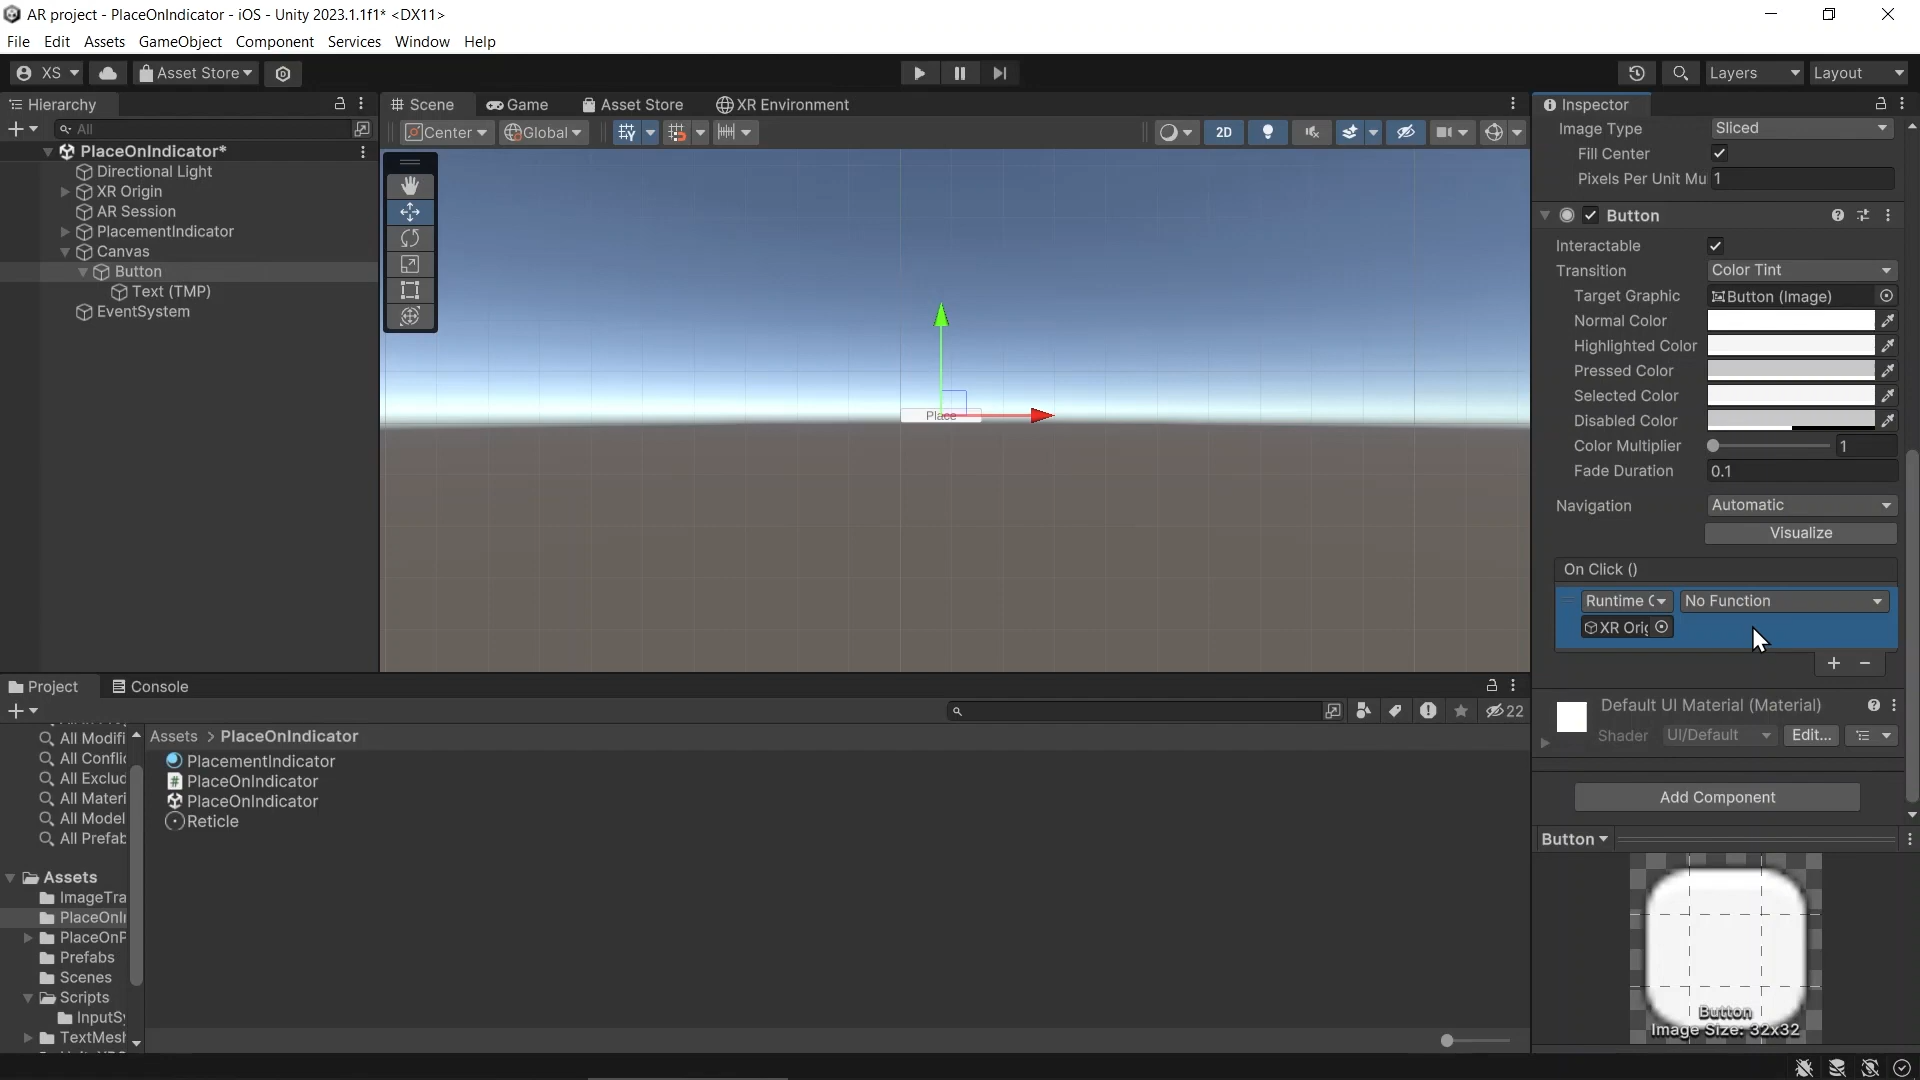 AR project - PlaceOnIndicator - iOS - Unity 2023.1.1f1* <DX11>
File Edit Assets GameObject Component Services Window Help
XS Asset Store Layers Layout
Hierarchy
All
PlaceOnIndicator*
Directional Light
XR Origin
AR Session
PlacementIndicator
Canvas
Button
Text (TMP)
EventSystem
Scene Game Asset Store XR Environment
Center Global 2D
Place
Inspector
Image Type Sliced
Fill Center
Pixels Per Unit Mu 1
Button
Interactable
Transition Color Tint
Target Graphic Button (Image)
Normal Color
Highlighted Color
Pressed Color
Selected Color
Disabled Color
Color Multiplier 1
Fade Duration 0.1
Navigation Automatic
Visualize
On Click ()
Runtime No Function
XR Orig
Default UI Material (Material)
Shader UI/Default Edit...
Add Component
Button
Button
Image Size: 32x32
Project Console
22
All Modifi
All Conflic
All Exclud
All Materi
All Model
All Prefab
Assets
ImageTra
PlaceOnIn
PlaceOnP
Prefabs
Scenes
Scripts
InputSy
TextMesh
Assets > PlaceOnIndicator
PlacementIndicator
PlaceOnIndicator
PlaceOnIndicator
Reticle